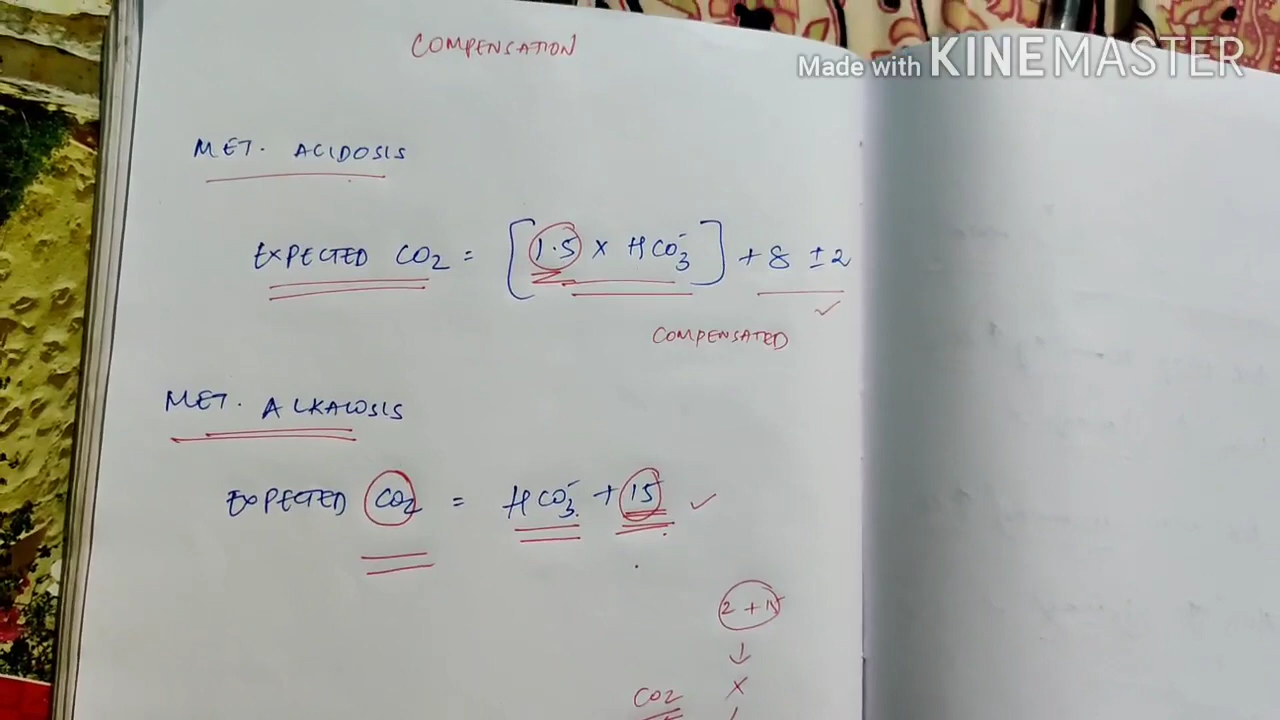 COMPENSATION
Made with KINEMASTER
MET. ACIDOSIS
EXPECTED CO₂ = [1.5 x HCO₃⁻] + 8 ± 2
✓
COMPENSATED
MET. ALKALOSIS
EXPECTED CO₂ = HCO₃⁻ + 15 ✓
2 + 15
↓
CO₂ x